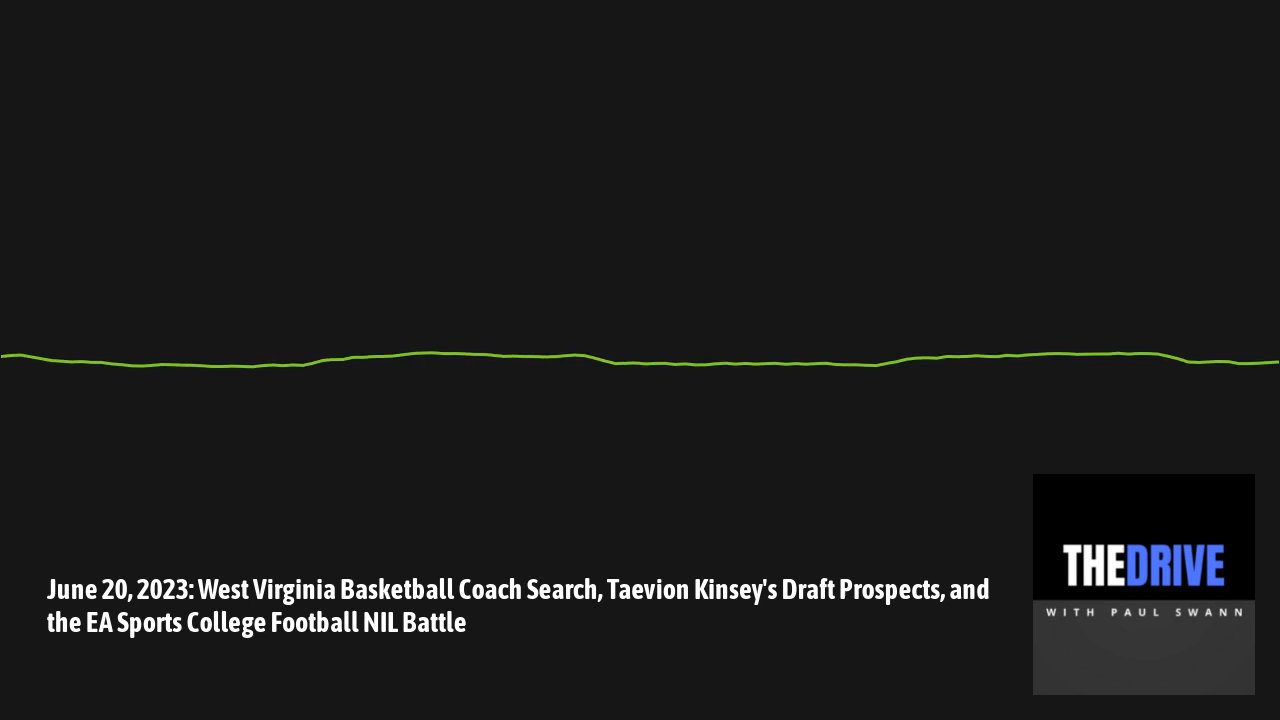 June 20, 2023: West Virginia Basketball Coach Search, Taevion Kinsey's Draft Prospects, and
the EA Sports College Football NIL Battle
THEDRIVE
WITH PAUL SWANN